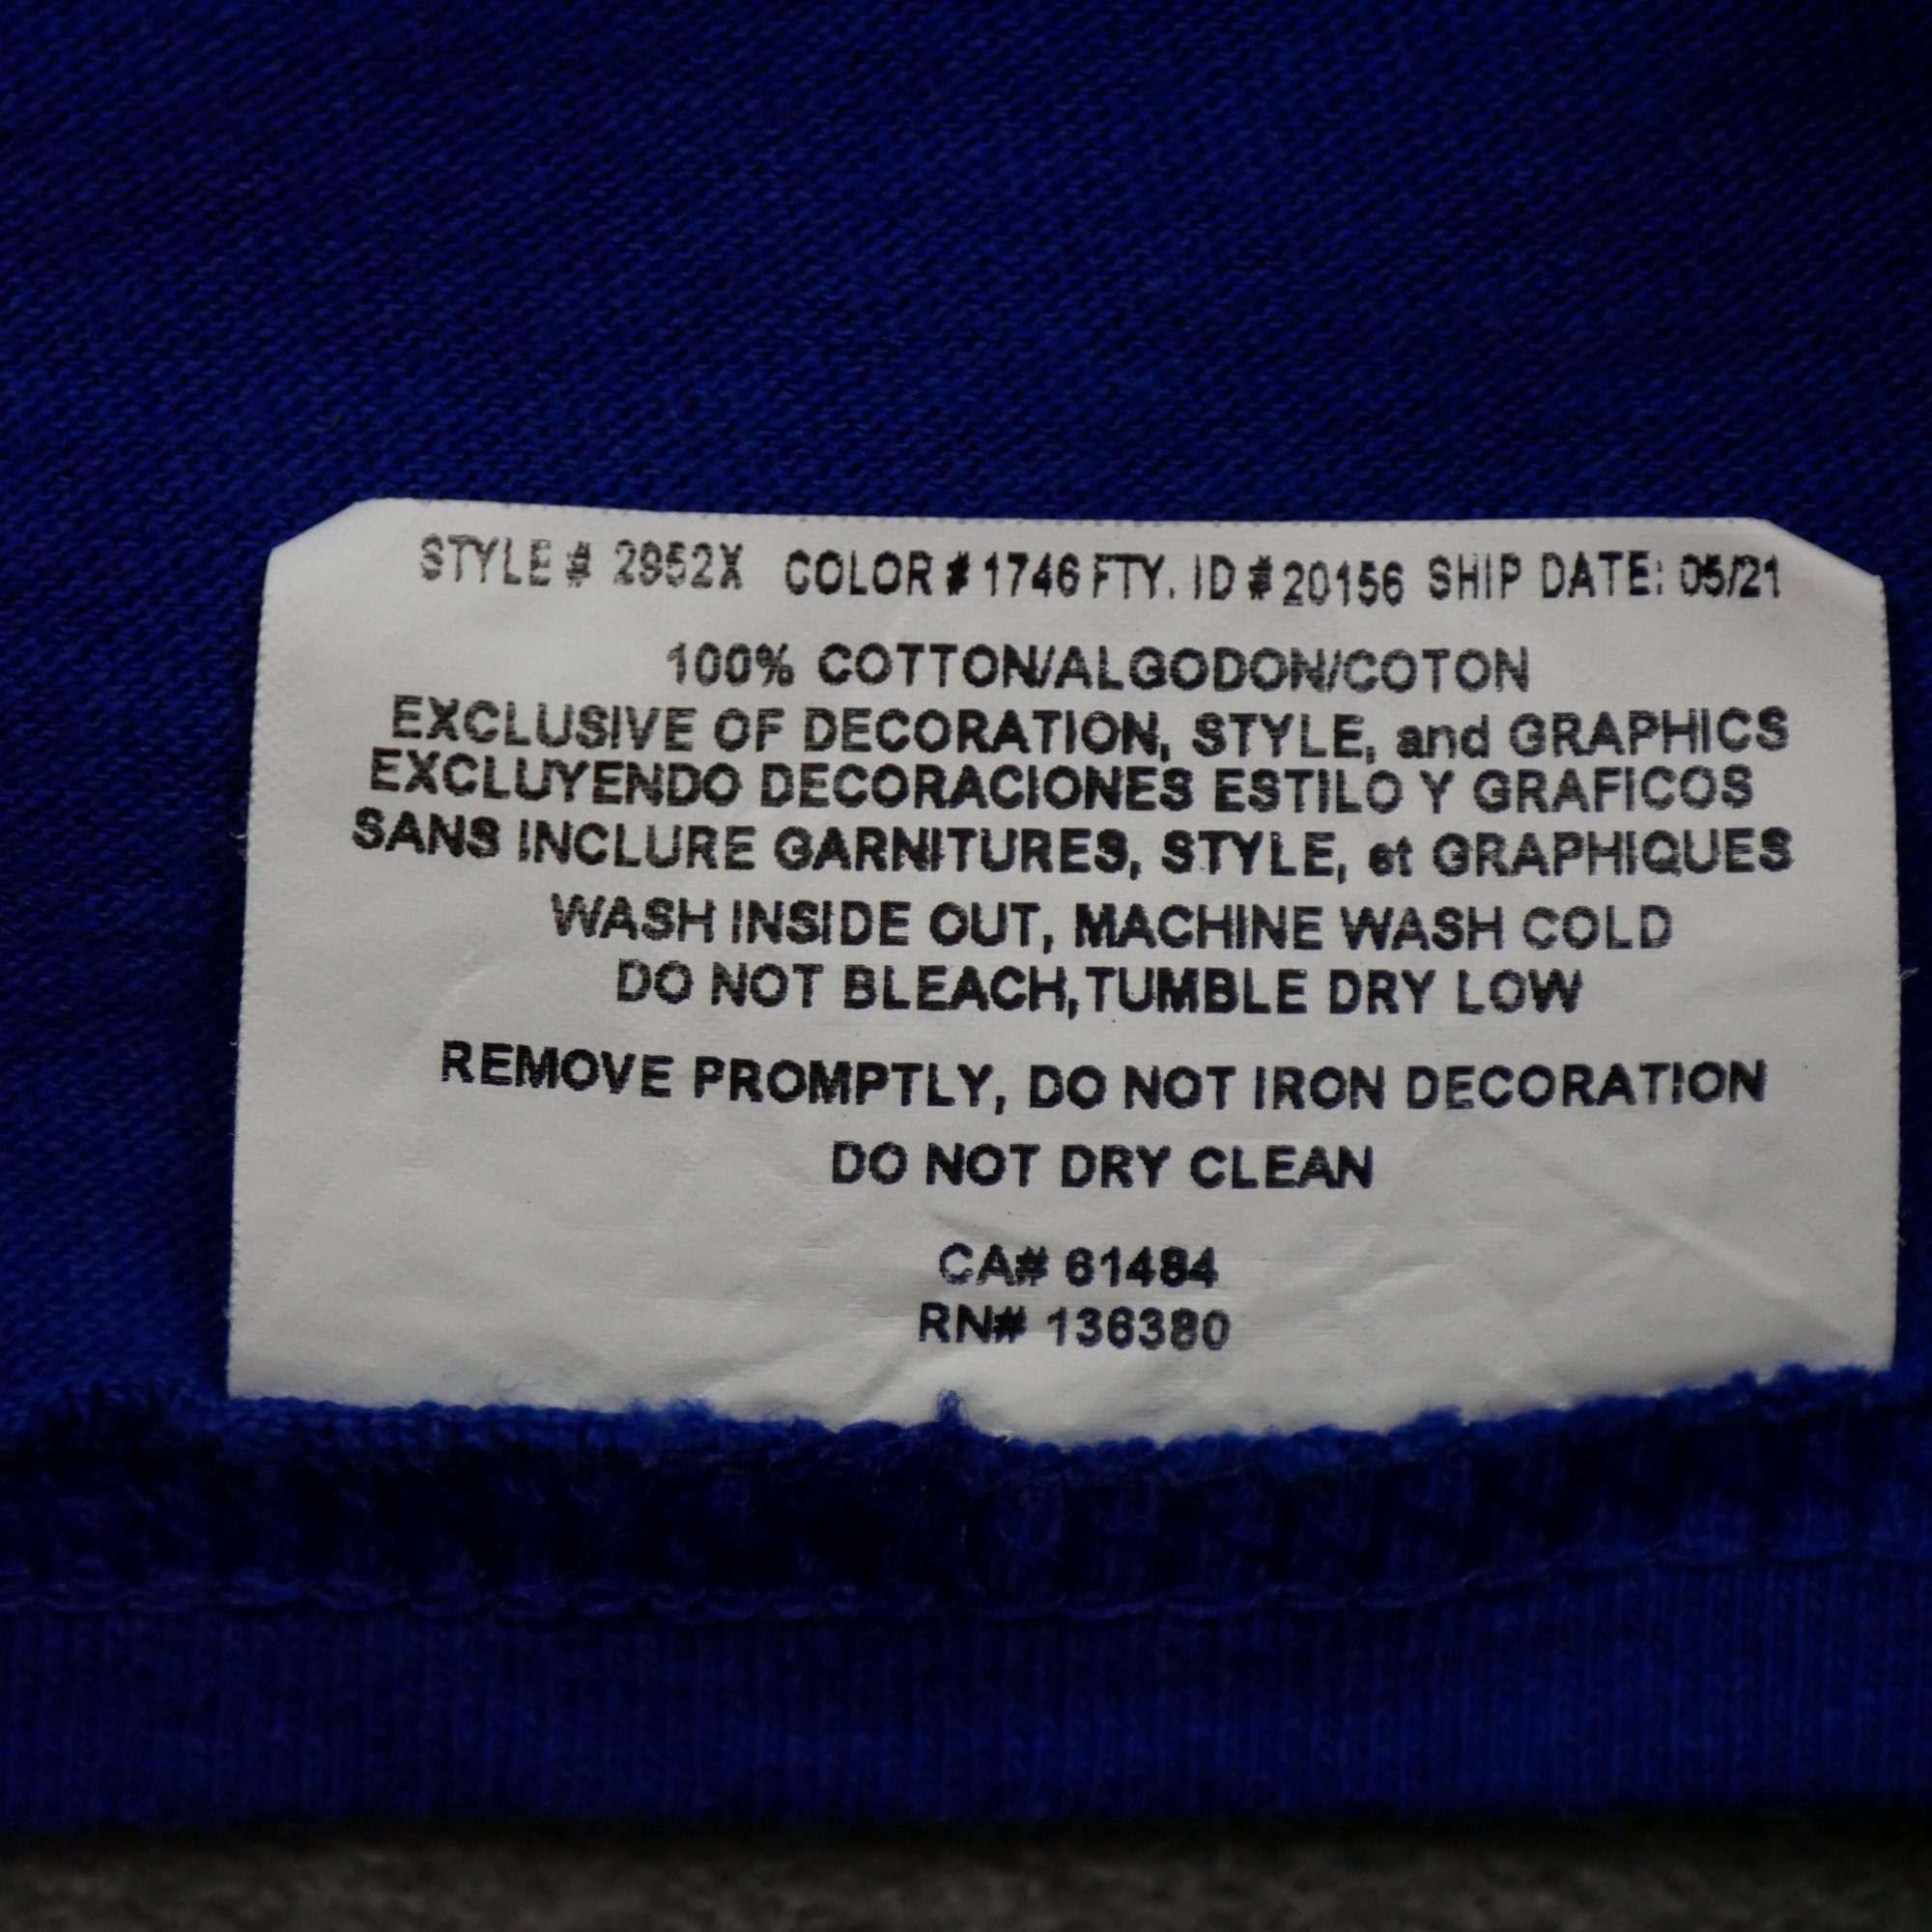 STYLE # 2952X COLOR # 1746 FTY. ID # 20156 SHIP DATE: 05/21
100% COTTON/ALGODON/COTON
EXCLUSIVE OF DECORATION, STYLE, and GRAPHICS
EXCLUYENDO DECORACIONES ESTILO Y GRAFICOS
SANS INCLURE GARNITURES, STYLE, et GRAPHIQUES
WASH INSIDE OUT, MACHINE WASH COLD
DO NOT BLEACH,TUMBLE DRY LOW
REMOVE PROMPTLY, DO NOT IRON DECORATION
DO NOT DRY CLEAN
CA# 61484
RN# 136380